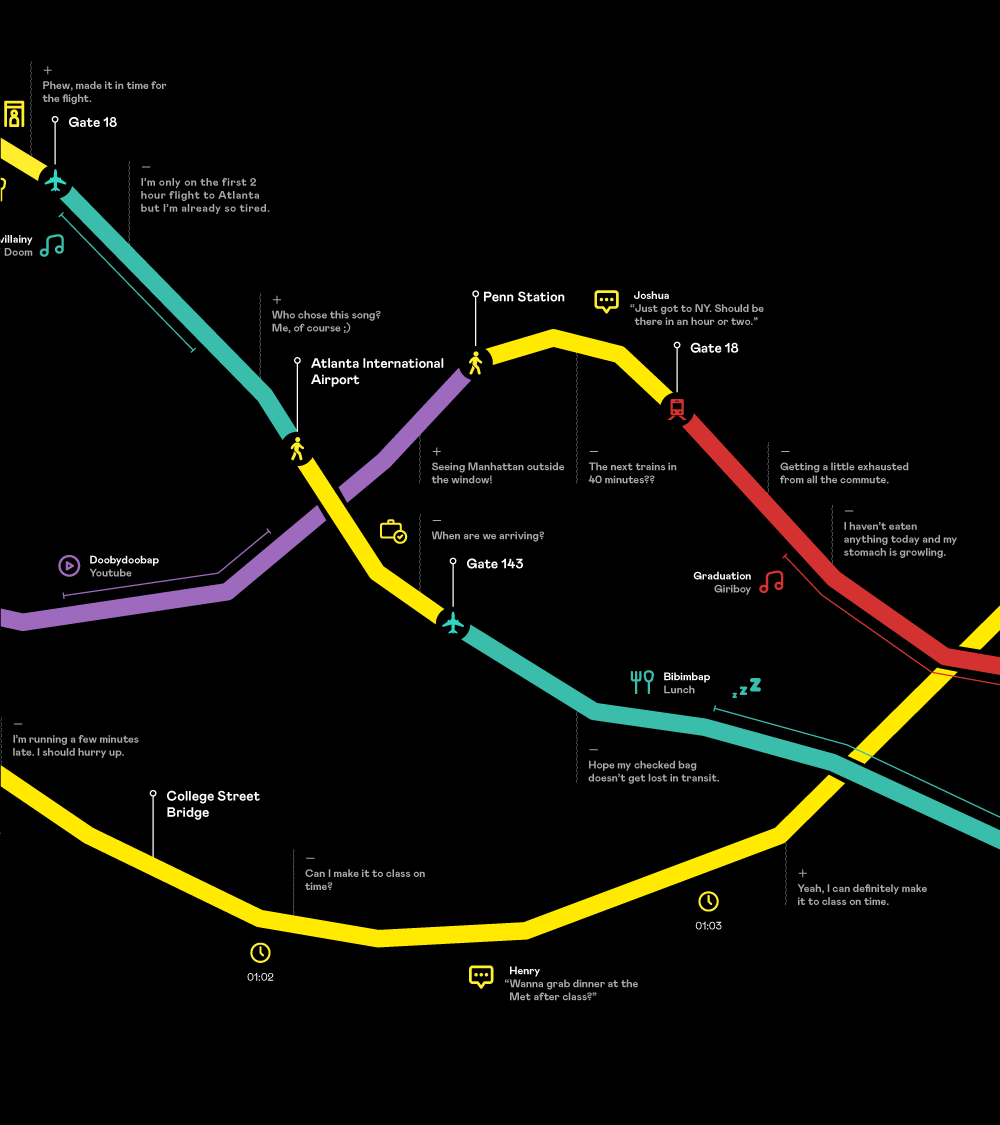 +
Phew, made it in time for
the flight.
Gate 18
–
I'm only on the first 2
hour flight to Atlanta
but I'm already so tired.
villainy
Doom
+
Who chose this song?
Me, of course ;)
Penn Station
Joshua
“Just got to NY. Should be
there in an hour or two.”
Gate 18
Atlanta International
Airport
+
Seeing Manhattan outside
the window!
–
The next trains in
40 minutes??
–
Getting a little exhausted
from all the commute.
–
I haven't eaten
anything today and my
stomach is growling.
–
When are we arriving?
Gate 143
Doobydoobap
Youtube
Graduation
Giriboy
Bibimbap
Lunch
z z Z
–
I'm running a few minutes
late. I should hurry up.
–
Hope my checked bag
doesn't get lost in transit.
College Street
Bridge
–
Can I make it to class on
time?
+
Yeah, I can definitely make
it to class on time.
01:03
01:02
Henry
“Wanna grab dinner at the
Met after class?”